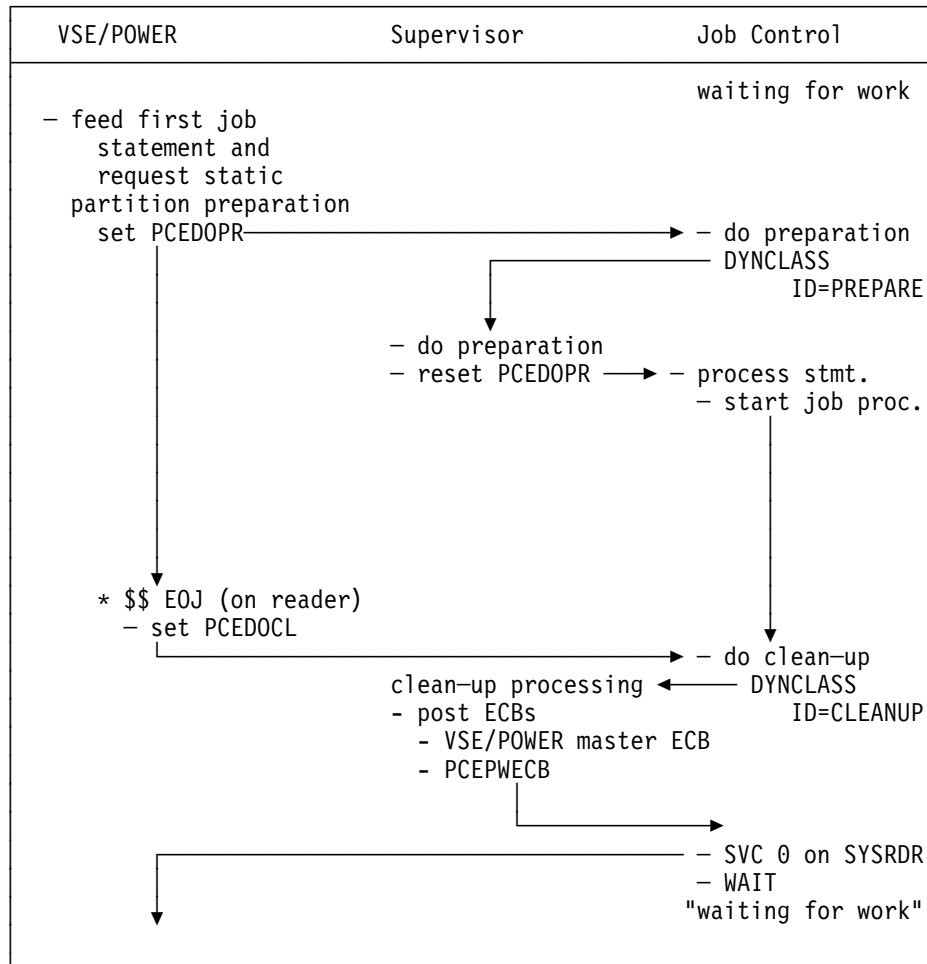 VSE/POWER Supervisor Job Control
waiting for work
— feed first job
statement and
request static
partition preparation
set PCEDOPR — do preparation
DYNCLASS
ID=PREPARE
— do preparation
— reset PCEDOPR — process stmt.
— start job proc.
* $$ EOJ (on reader)
— set PCEDOCL
— do clean—up
clean—up processing DYNCLASS
- post ECBs ID=CLEANUP
- VSE/POWER master ECB
- PCEPWECB
— SVC 0 on SYSRDR
— WAIT
"waiting for work"